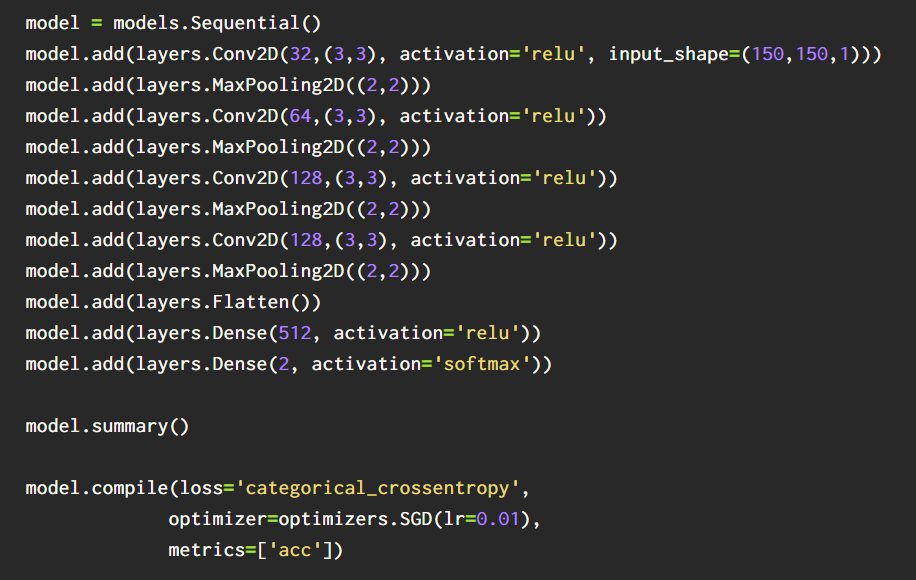 model = models.Sequential()
model.add(layers.Conv2D(32,(3,3), activation='relu', input_shape=(150,150,1)))
model.add(layers.MaxPooling2D((2,2)))
model.add(layers.Conv2D(64,(3,3), activation='relu'))
model.add(layers.MaxPooling2D((2,2)))
model.add(layers.Conv2D(128,(3,3), activation='relu'))
model.add(layers.MaxPooling2D((2,2)))
model.add(layers.Conv2D(128,(3,3), activation='relu'))
model.add(layers.MaxPooling2D((2,2)))
model.add(layers.Flatten())
model.add(layers.Dense(512, activation='relu'))
model.add(layers.Dense(2, activation='softmax'))

model.summary()

model.compile(loss='categorical_crossentropy',
             optimizer=optimizers.SGD(lr=0.01),
             metrics=['acc'])